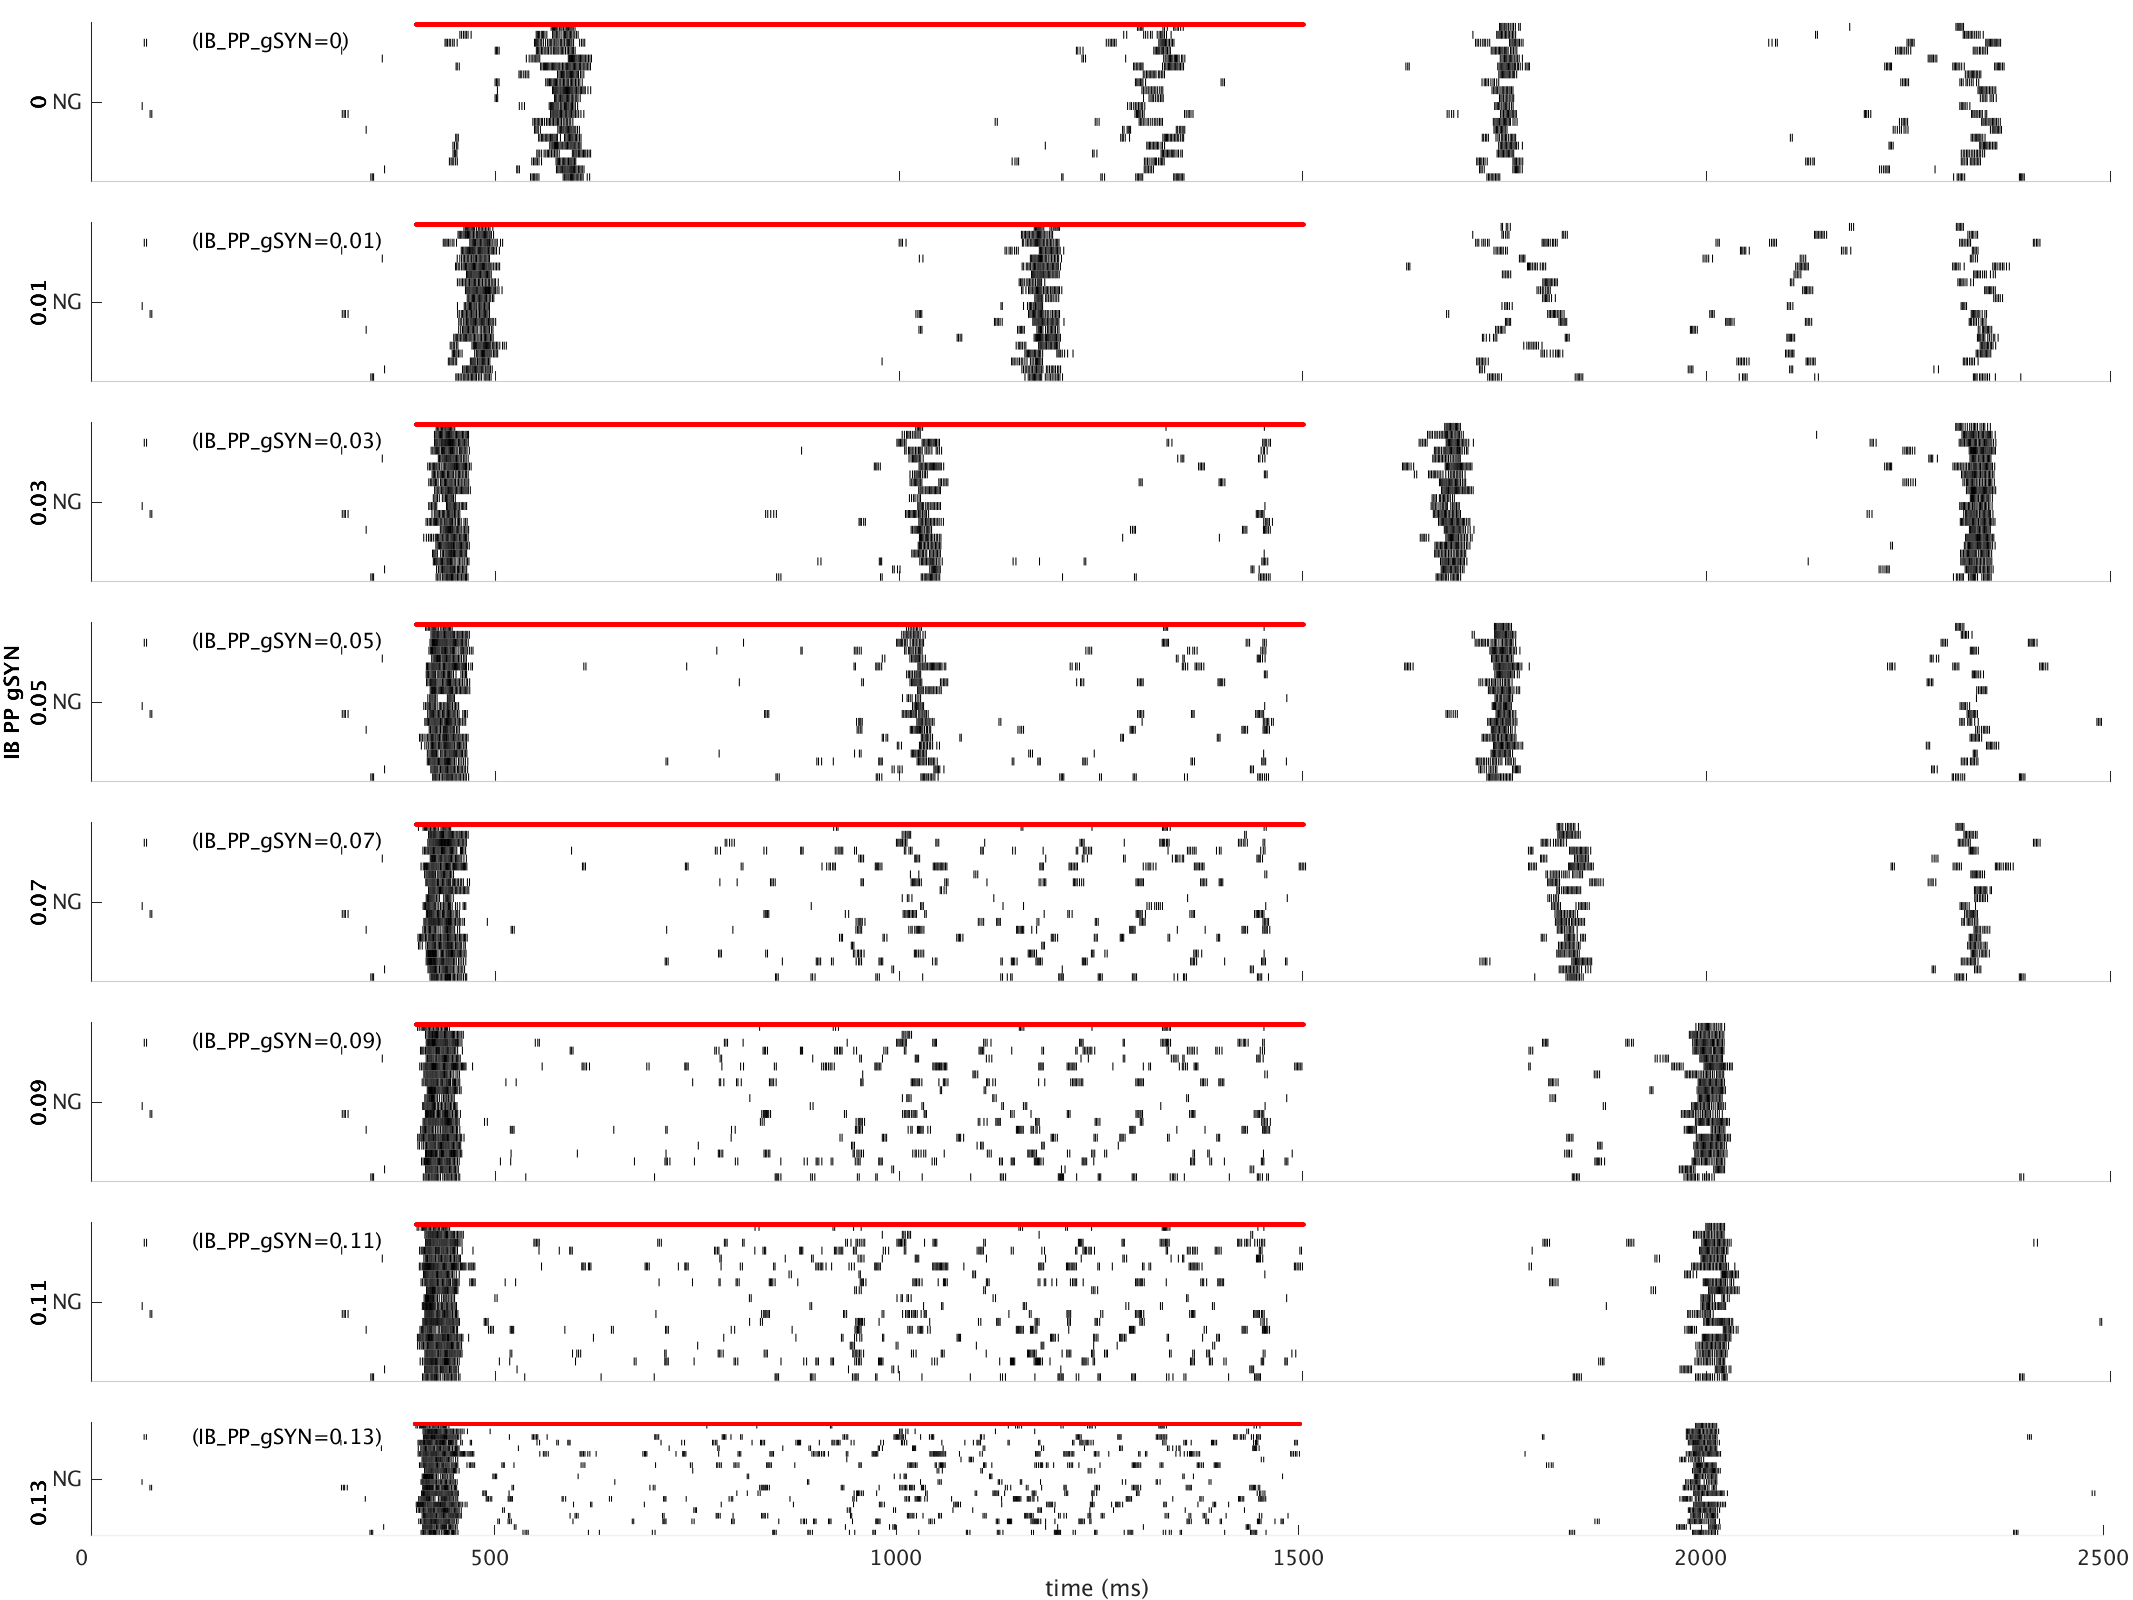 (IB_PP_gSYN=0)
0 NG
(IB_PP_gSYN=0.01)
0.01 NG
(IB_PP_gSYN=0.03)
0.03 NG
(IB_PP_gSYN=0.05)
0.05 NG
IB PP gSYN
(IB_PP_gSYN=0.07)
0.07 NG
(IB_PP_gSYN=0.09)
0.09 NG
(IB_PP_gSYN=0.11)
0.11 NG
(IB_PP_gSYN=0.13)
0.13 NG
0 500 1000 1500 2000 2500
time (ms)